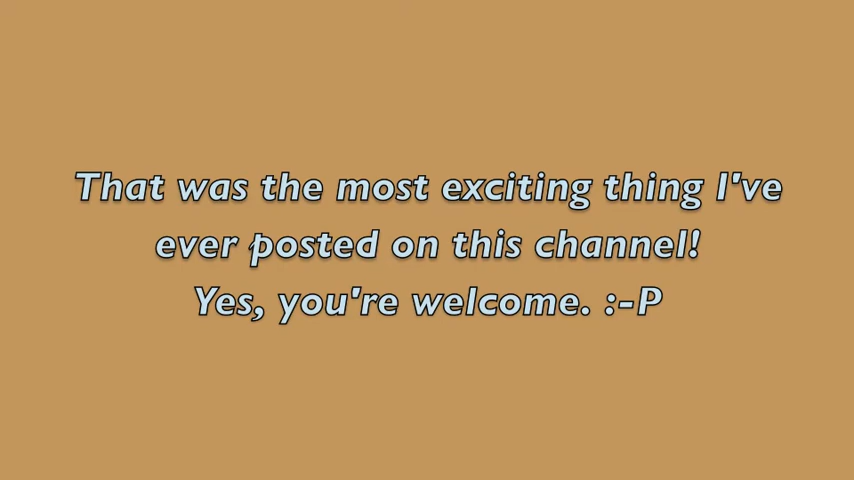 That was the most exciting thing I've
ever posted on this channel!
Yes, you're welcome. :-P